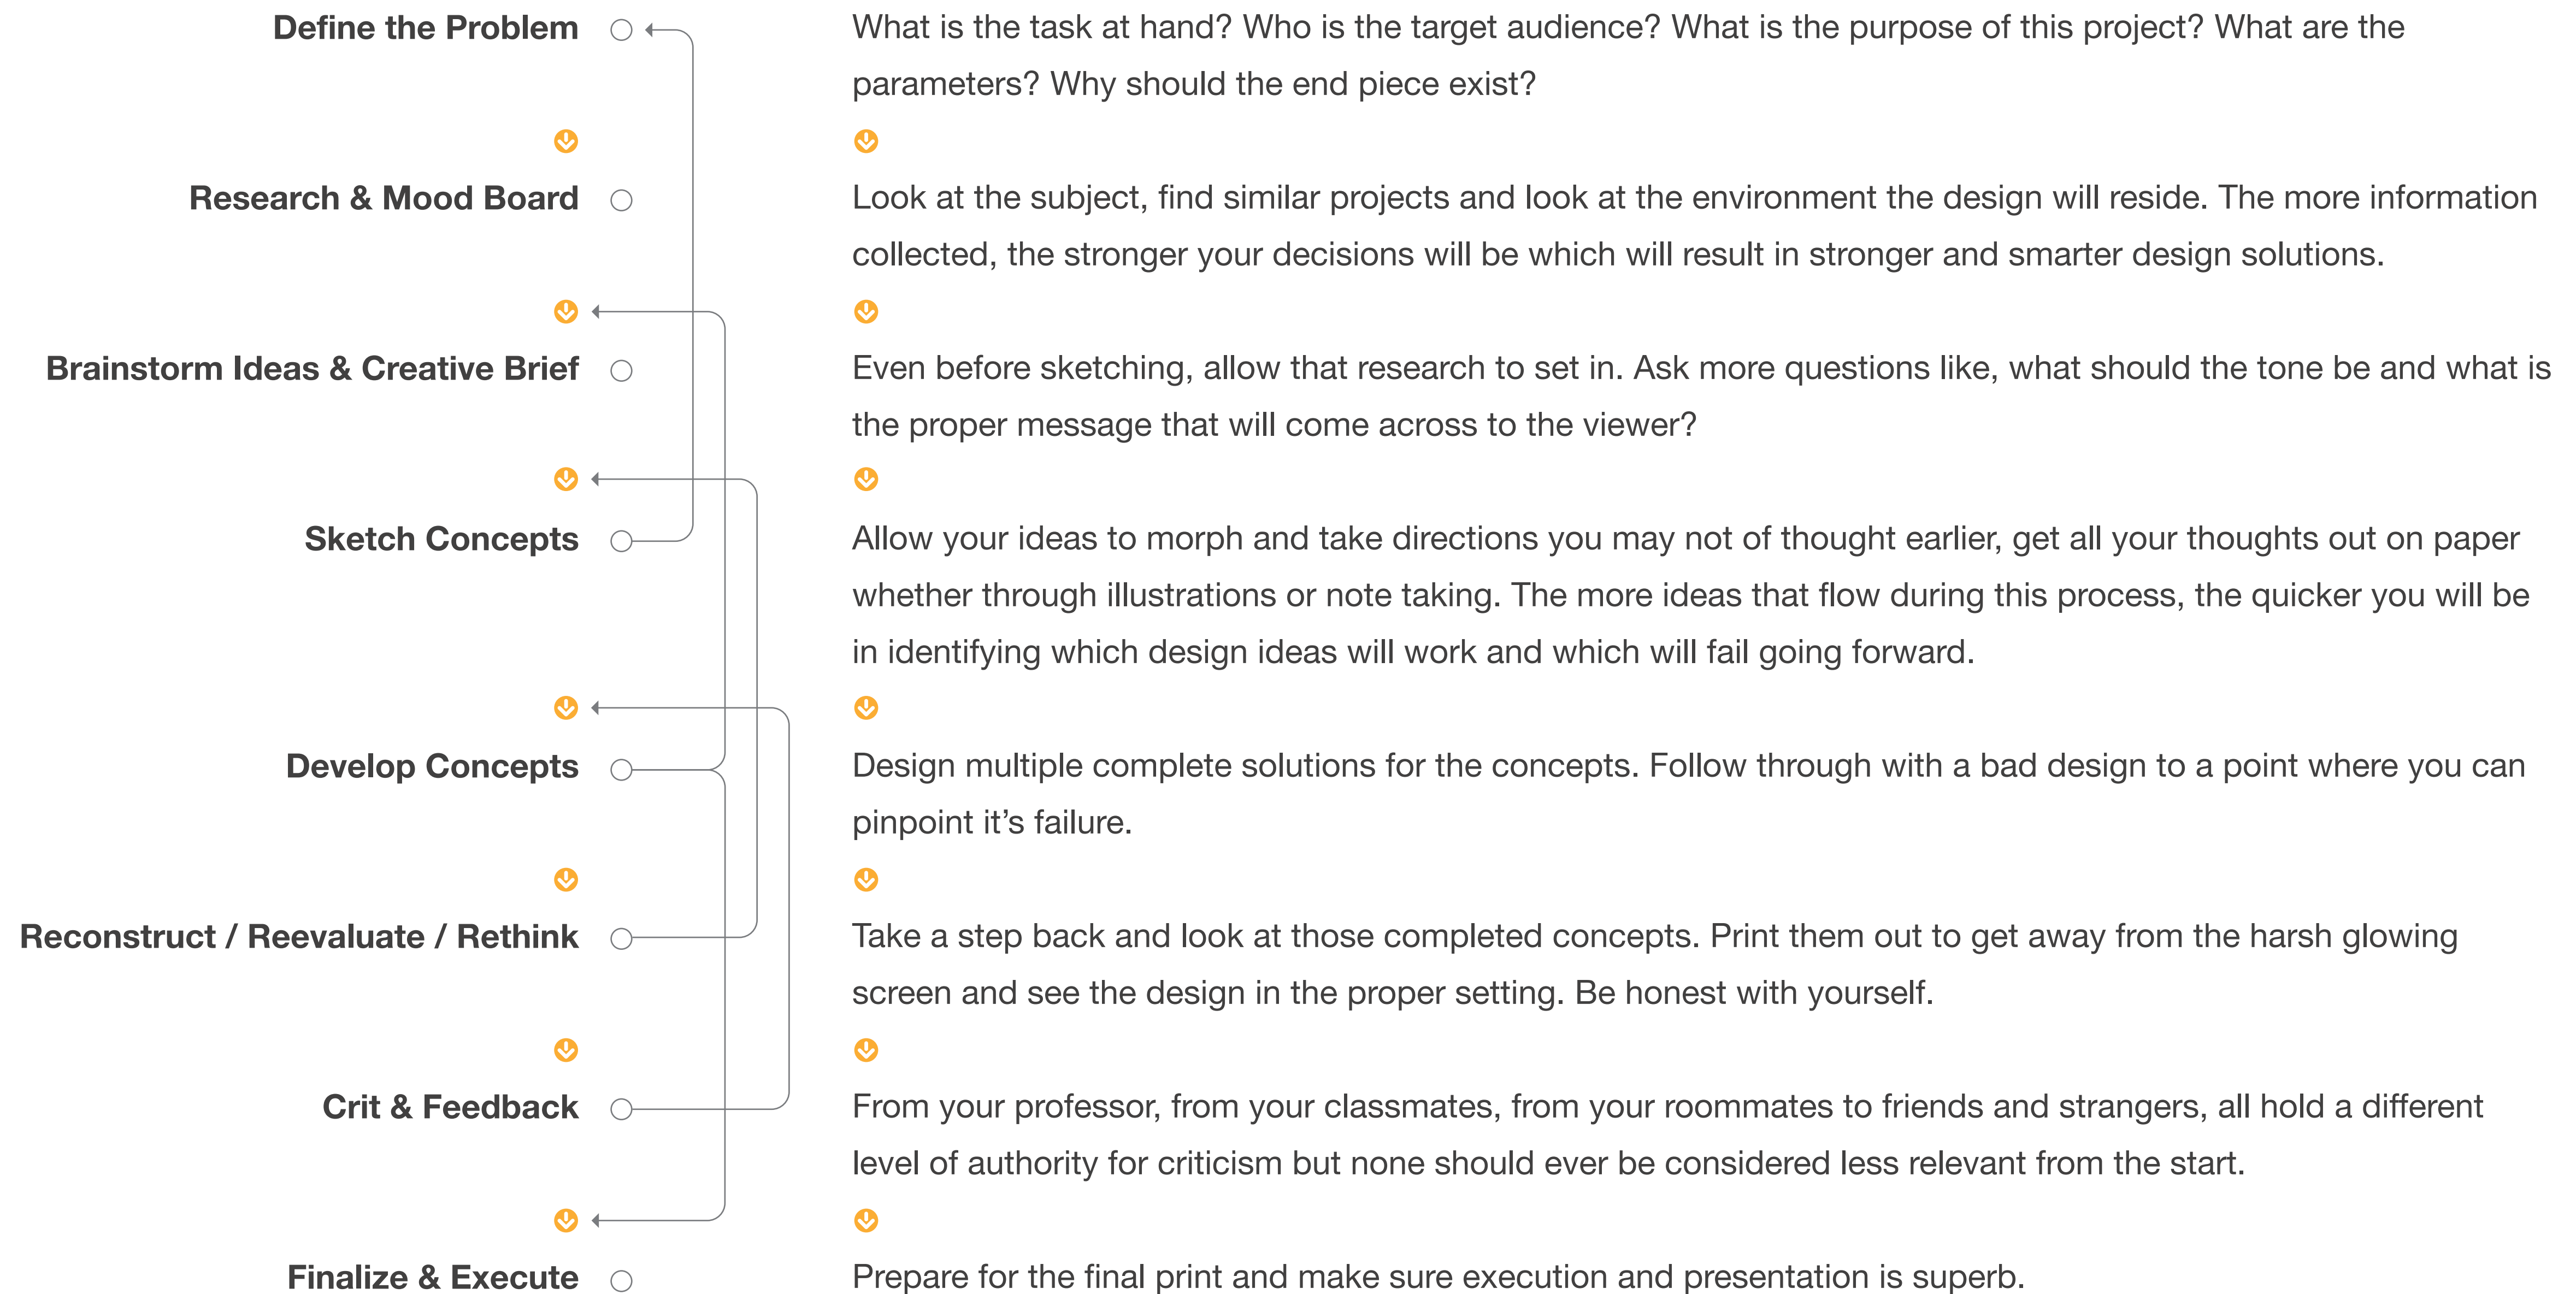 Define the Problem
What is the task at hand? Who is the target audience? What is the purpose of this project? What are the
parameters? Why should the end piece exist?
Research & Mood Board
Look at the subject, find similar projects and look at the environment the design will reside. The more information
collected, the stronger your decisions will be which will result in stronger and smarter design solutions.
Brainstorm Ideas & Creative Brief
Even before sketching, allow that research to set in. Ask more questions like, what should the tone be and what is
the proper message that will come across to the viewer?
Sketch Concepts
Allow your ideas to morph and take directions you may not of thought earlier, get all your thoughts out on paper
whether through illustrations or note taking. The more ideas that flow during this process, the quicker you will be
in identifying which design ideas will work and which will fail going forward.
Develop Concepts
Design multiple complete solutions for the concepts. Follow through with a bad design to a point where you can
pinpoint it’s failure.
Reconstruct / Reevaluate / Rethink
Take a step back and look at those completed concepts. Print them out to get away from the harsh glowing
screen and see the design in the proper setting. Be honest with yourself.
Crit & Feedback
From your professor, from your classmates, from your roommates to friends and strangers, all hold a different
level of authority for criticism but none should ever be considered less relevant from the start.
Finalize & Execute
Prepare for the final print and make sure execution and presentation is superb.